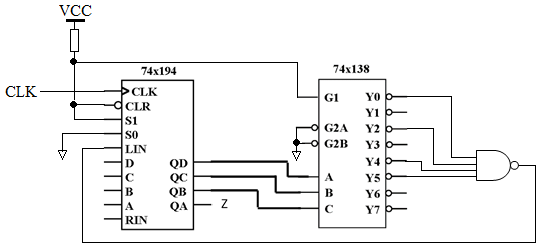 VCC
74x194 74x138
CLK CLK
CLR
S1
S0
LIN
D QD
C QC
B QB
A QA Z
RIN
G1 Y0
Y1
G2A Y2
G2B Y3
Y4
A Y5
B Y6
C Y7